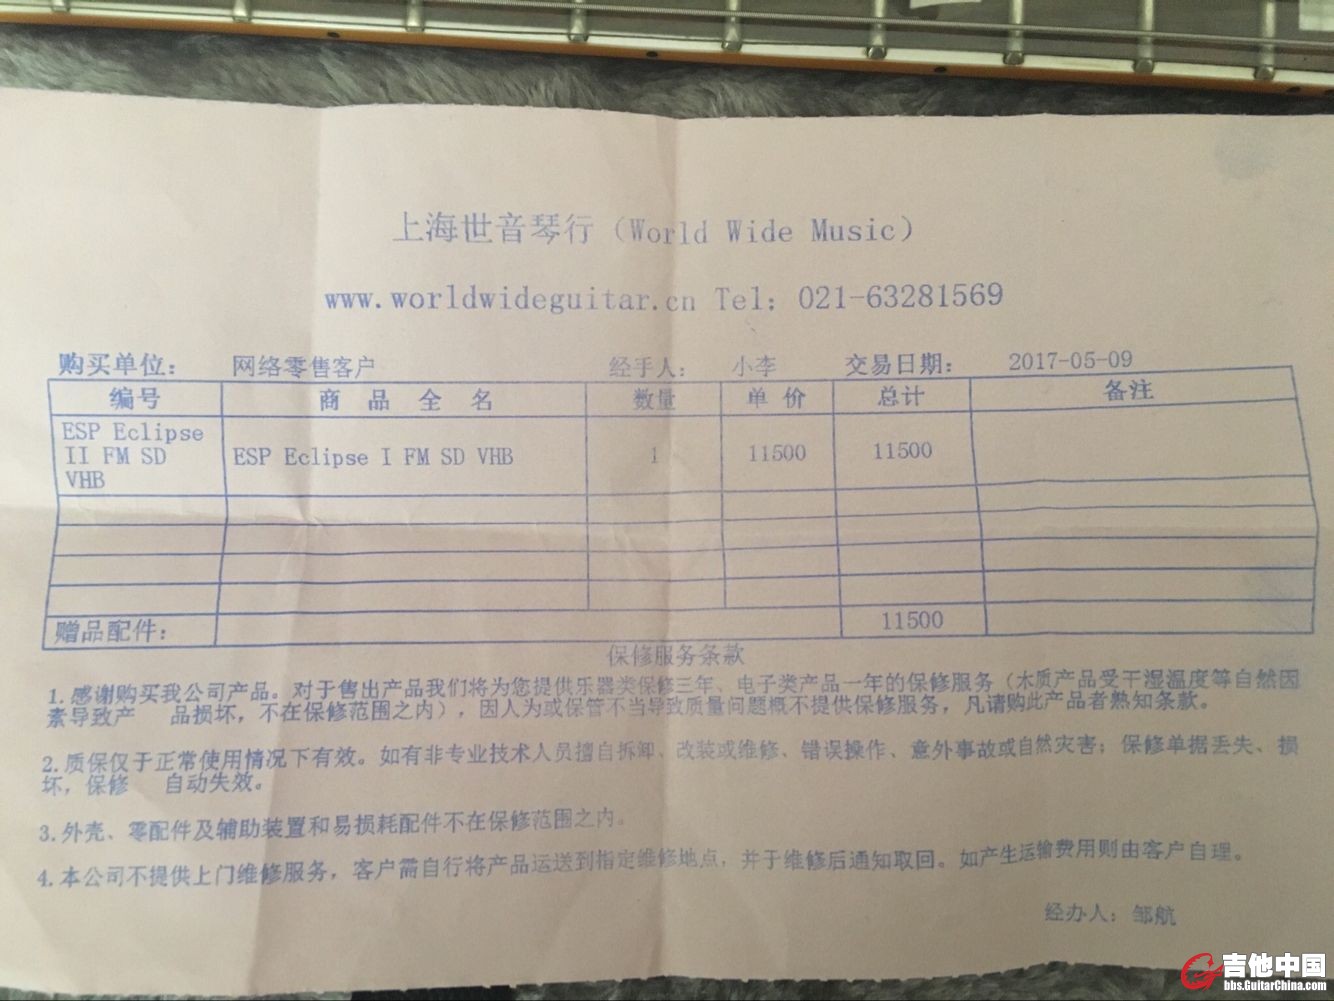 上海世音琴行（World Wide Music）
www.worldwideguitar.cn Tel：021-63281569
购买单位： 网络零售客户 经手人： 小李 交易日期： 2017-05-09
编号 商 品 全 名 数量 单 价 总计 备注
ESP Eclipse
II FM SD
VHB
ESP Eclipse I FM SD VHB 1 11500 11500
赠品配件： 11500
保修服务条款
1.感谢购买我公司产品。对于售出产品我们将为您提供乐器类保修三年、电子类产品一年的保修服务（木质产品受干湿温度等自然因
素导致产 品损坏，不在保修范围之内），因人为或保管不当导致质量问题概不提供保修服务，凡请购此产品者熟知条款。
2.质保仅于正常使用情况下有效。如有非专业技术人员擅自拆卸、改装或维修、错误操作、意外事故或自然灾害；保修单据丢失、损
坏，保修 自动失效。
3.外壳、零配件及辅助装置和易损耗配件不在保修范围之内。
4.本公司不提供上门维修服务，客户需自行将产品运送到指定维修地点，并于维修后通知取回。如产生运输费用则由客户自理。
经办人：邹航
吉他中国
bbs.GuitarChina.com